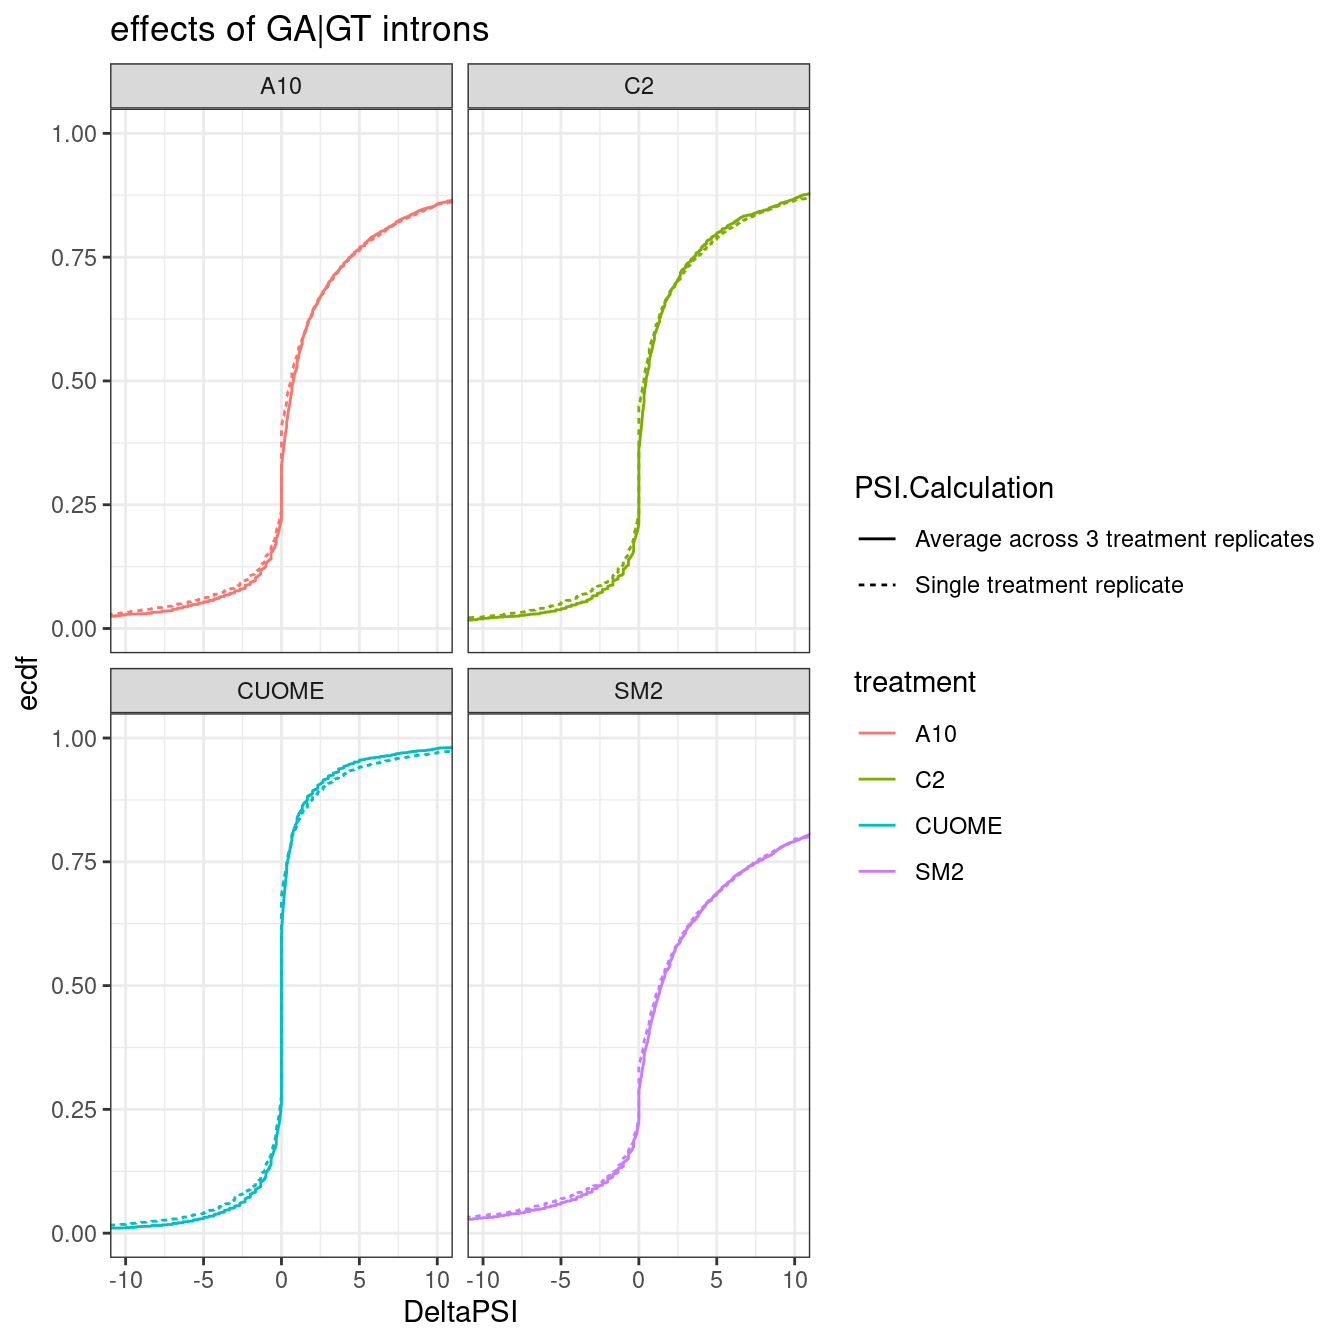 effects of GA|GT introns
A10
C2
1.00
0.75
0.50
0.25
0.00
CUOME
SM2
1.00
0.75
0.50
0.25
0.00
-10 -5 0 5 10
-10 -5 0 5 10
DeltaPSI
ecdf
PSI.Calculation
Average across 3 treatment replicates
Single treatment replicate
treatment
A10
C2
CUOME
SM2